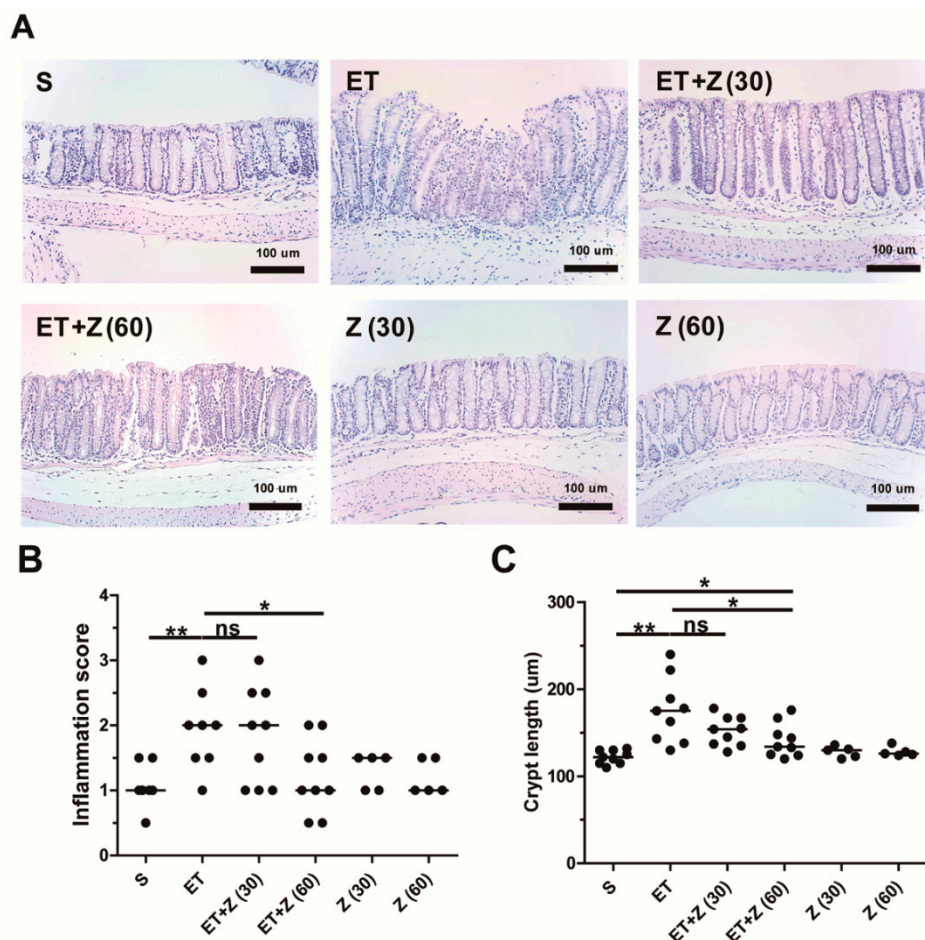 A
S
ET
ET+Z (30)
100 um
100 um
100 um
ET+Z (60)
Z (30)
Z (60)
100 um
100 um
100 um
B
C
Inflammation score
4
3
2
1
0
** ns *
S
ET
ET+Z (30)
ET+Z (60)
Z (30)
Z (60)
Crypt length (um)
300
200
100
0
*
*
** ns
S
ET
ET+Z (30)
ET+Z (60)
Z (30)
Z (60)